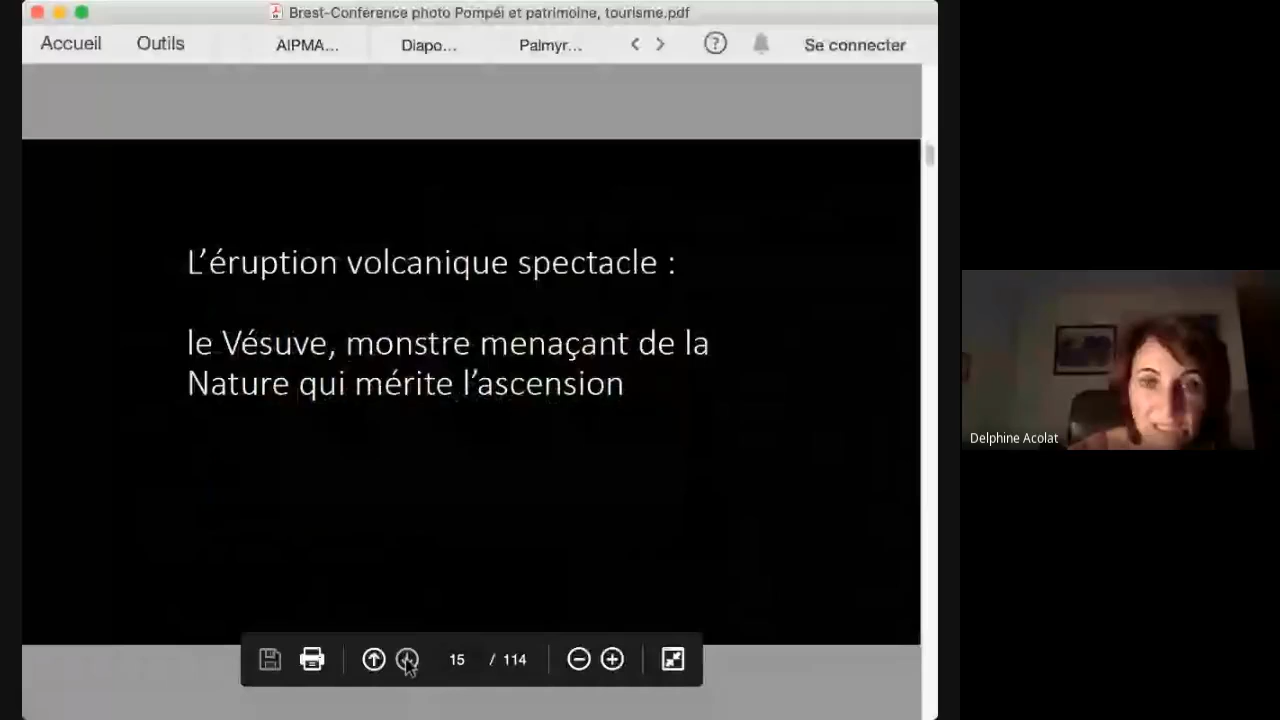 Brest-Conférence photo Pompéi et patrimoine, tourisme.pdf
Accueil
Outils
AIPMA...
Diapo...
Palmyr...
Se connecter
L’éruption volcanique spectacle :
le Vésuve, monstre menaçant de la
Nature qui mérite l’ascension
Delphine Acolat
15 / 114